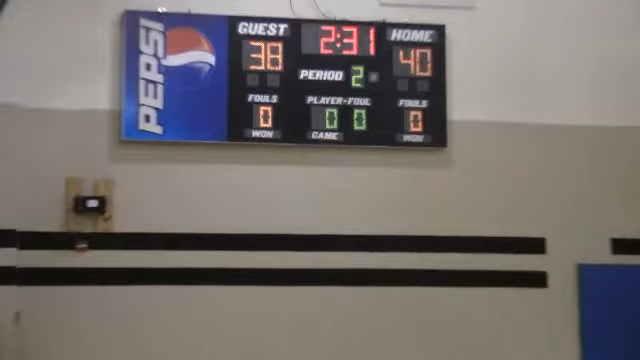 PEPSI
GUEST 2:31 HOME
38 PERIOD 2 40
FOULS PLAYER-FOUL FOULS
0 0 0 0
WON GAME WON